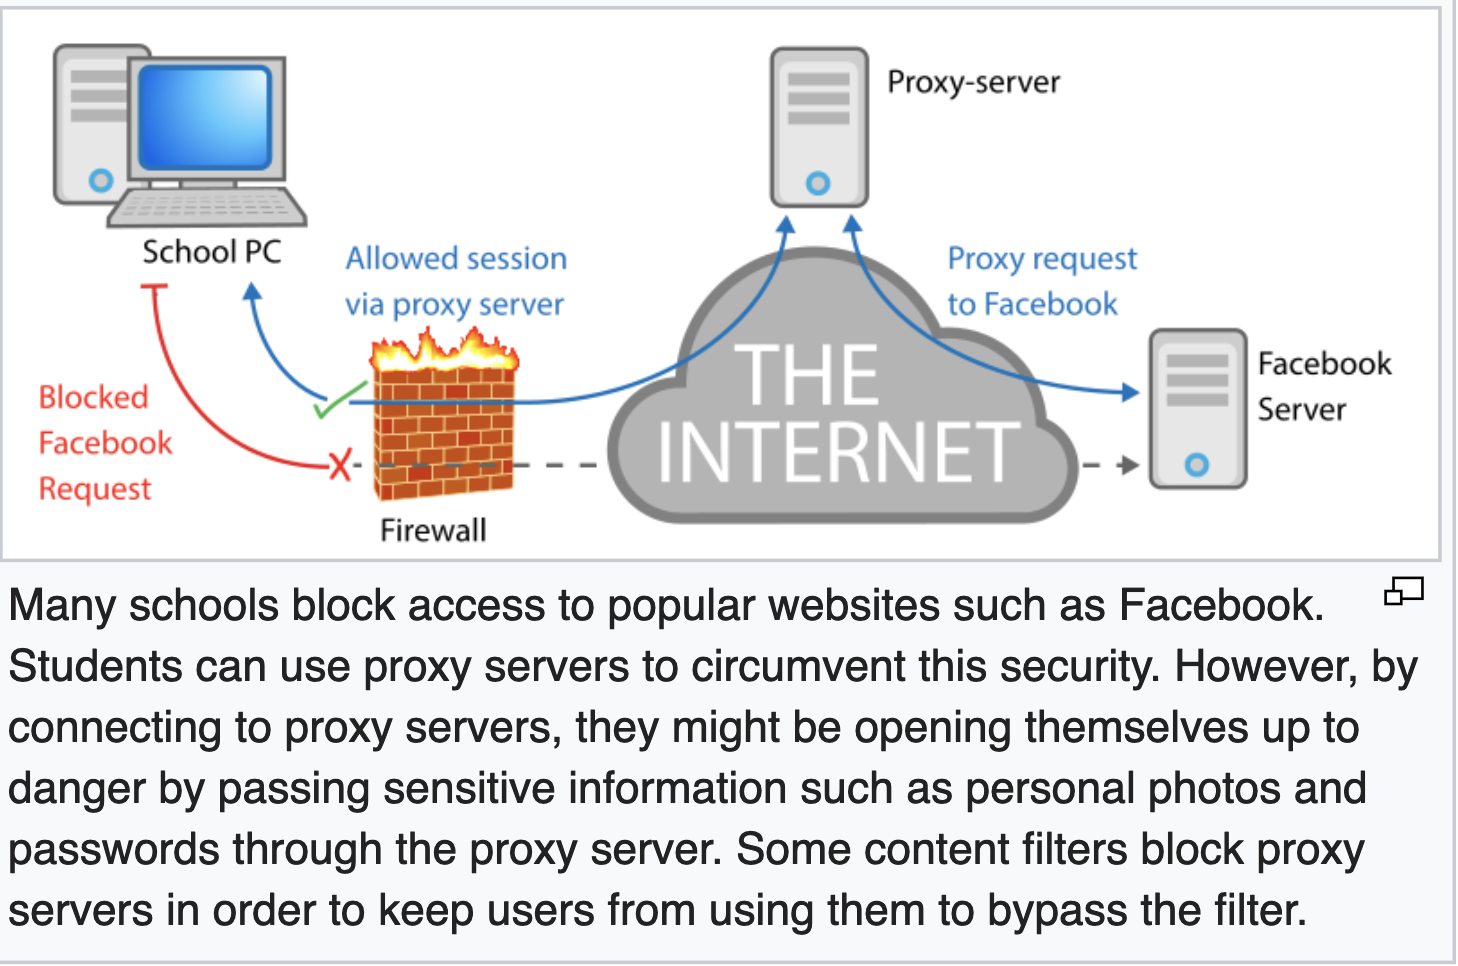 Proxy-server
School PC
Allowed session
via proxy server
Proxy request
to Facebook
THE
INTERNET
Facebook
Server
Blocked
Facebook
Request
Firewall
Many schools block access to popular websites such as Facebook.
Students can use proxy servers to circumvent this security. However, by
connecting to proxy servers, they might be opening themselves up to
danger by passing sensitive information such as personal photos and
passwords through the proxy server. Some content filters block proxy
servers in order to keep users from using them to bypass the filter.